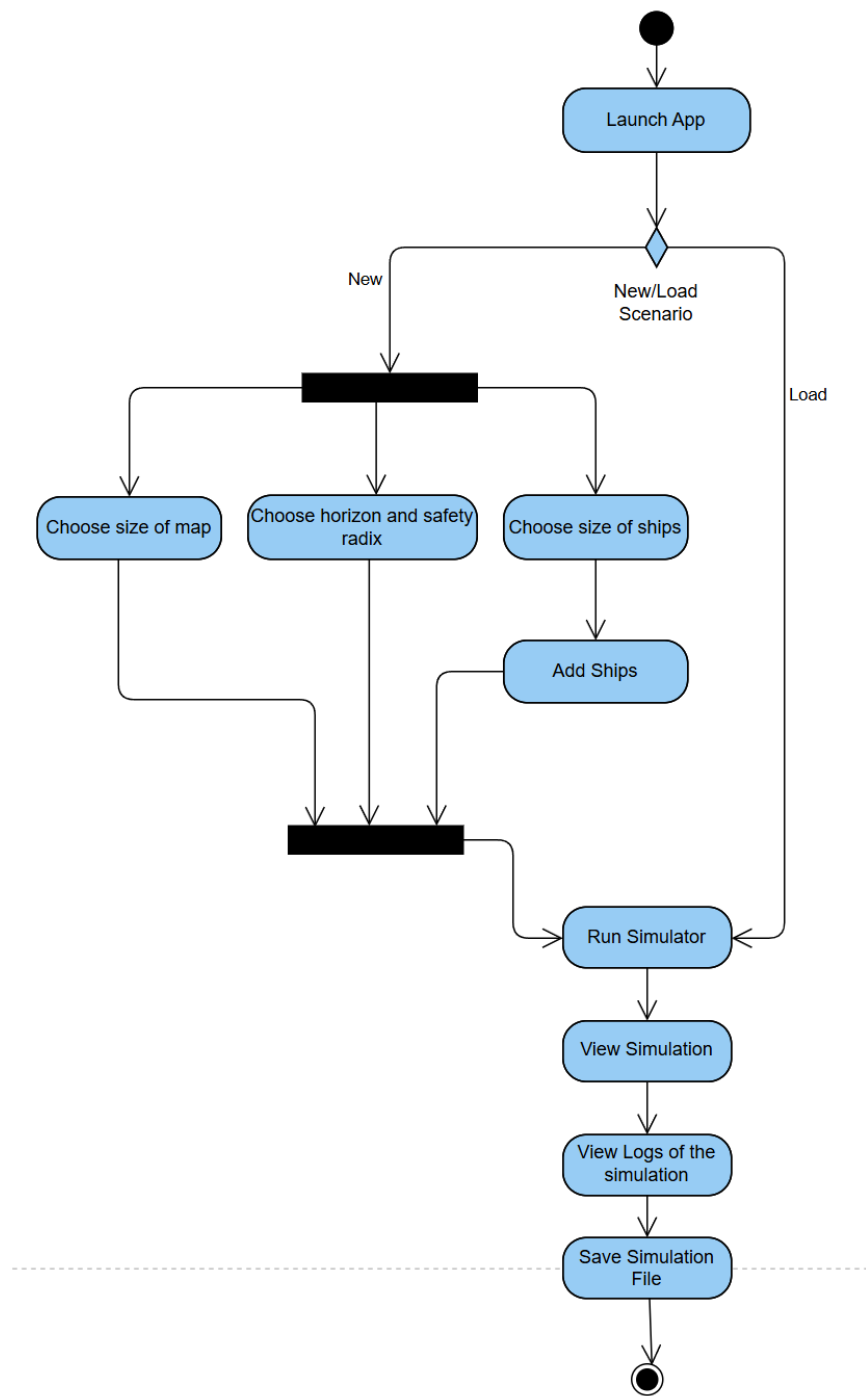 Launch App
New/Load
Scenario
New
Load
Choose size of map
Choose horizon and safety
radix
Choose size of ships
Add Ships
Run Simulator
View Simulation
View Logs of the
simulation
Save Simulation
File